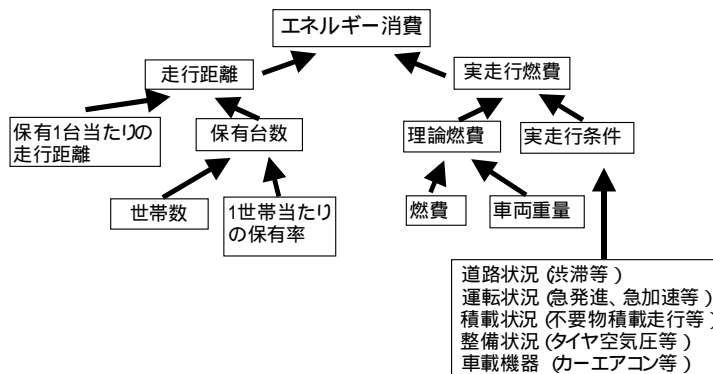 エネルギー消費
走行距離
実走行燃費
保有1台当たりの
走行距離
保有台数
理論燃費
実走行条件
世帯数
1世帯当たり
の保有率
燃費
車両重量
道路状況 (渋滞等 )
運転状況 (急発進、急加速等 )
積載状況 (不要物積載走行等 )
整備状況 (タイヤ空気圧等 )
車載機器 (カーエアコン等 )